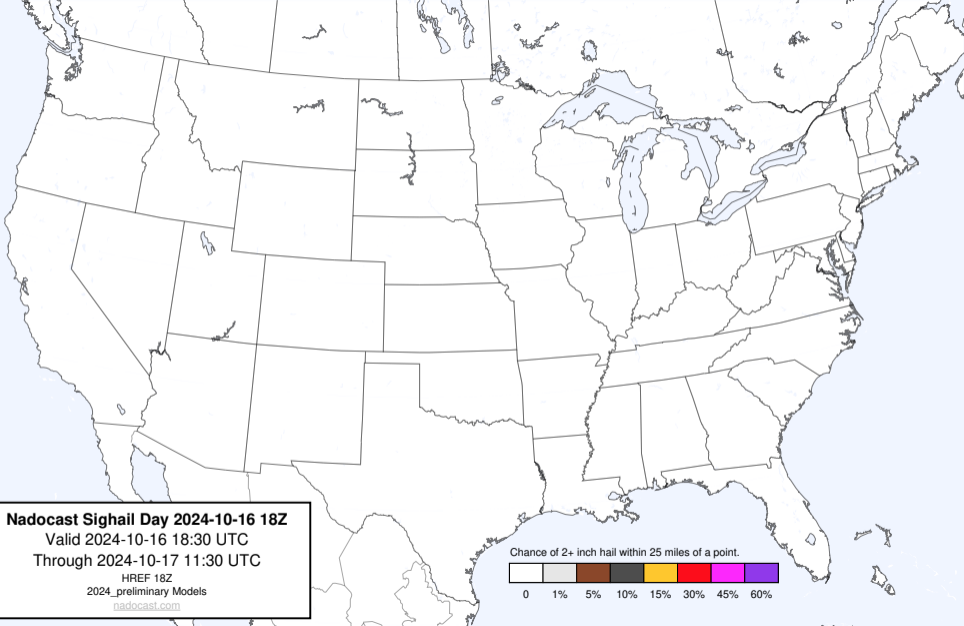 Nadocast Sighail Day 2024-10-16 18Z
Valid 2024-10-16 18:30 UTC
Through 2024-10-17 11:30 UTC
HREF 18Z
2024_preliminary Models
nadocast.com
Chance of 2+ inch hail within 25 miles of a point.
0 1% 5% 10% 15% 30% 45% 60%